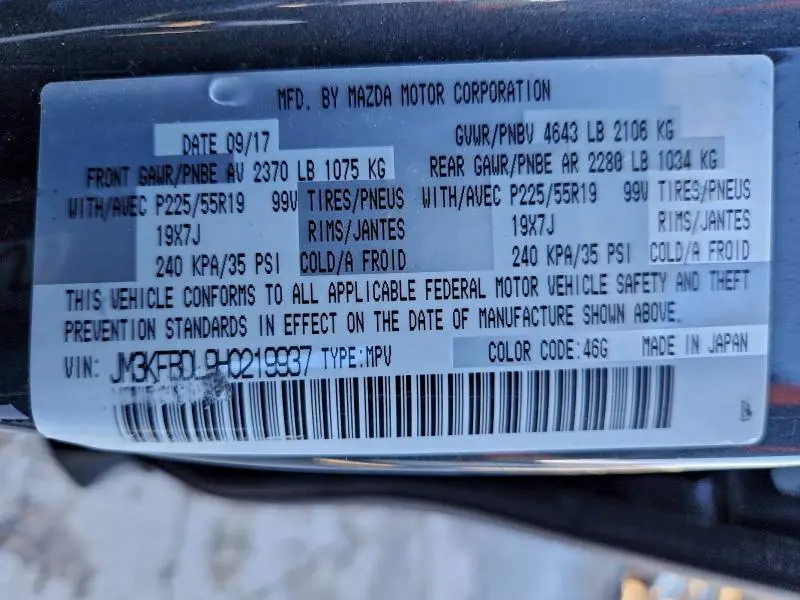 MFD. BY MAZDA MOTOR CORPORATION
DATE 09/17 GVWR/PNBV 4643 LB 2106 KG
FRONT GAWR/PNBE AV 2370 LB 1075 KG REAR GAWR/PNBE AR 2280 LB 1034 KG
WITH/AVEC P225/55R19 99V TIRES/PNEUS WITH/AVEC P225/55R19 99V TIRES/PNEUS
19X7J RIMS/JANTES 19X7J RIMS/JANTES
240 KPA/35 PSI COLD/A FROID 240 KPA/35 PSI COLD/A FROID
THIS VEHICLE CONFORMS TO ALL APPLICABLE FEDERAL MOTOR VEHICLE SAFETY AND THEFT
PREVENTION STANDARDS IN EFFECT ON THE DATE OF MANUFACTURE SHOWN ABOVE.
VIN: JM3KFBDL9H0219937 TYPE:MPV COLOR CODE:46G MADE IN JAPAN